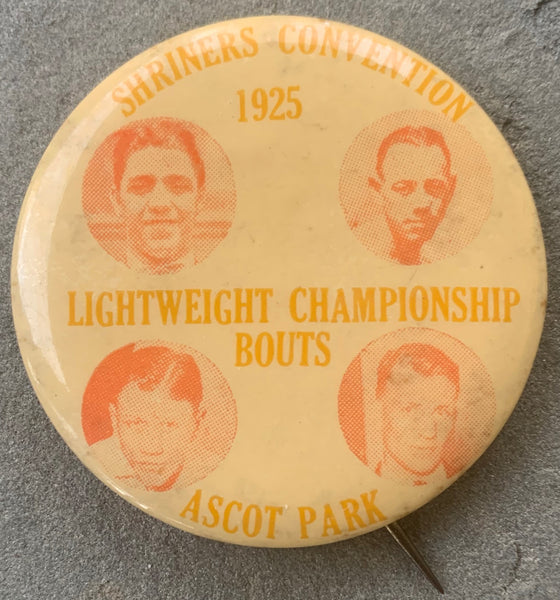 SHRINERS CONVENTION
1925
LIGHTWEIGHT CHAMPIONSHIP
BOUTS
ASCOT PARK